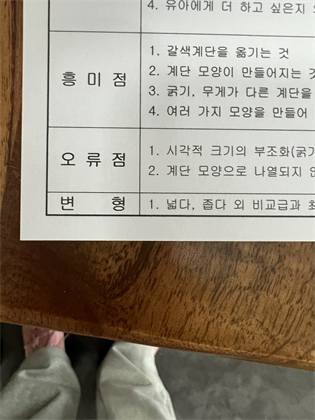 4. 유아에게 더 하고 싶은지
흥 미 점
1. 갈색계단을 옮기는 것
2. 계단 모양이 만들어지는 것
3. 굵기, 무게가 다른 계단을
4. 여러 가지 모양을 만들어
오 류 점
1. 시각적 크기의 부조화(굵기
2. 계단 모양으로 나열되지
변 형
1. 넓다, 좁다 외 비교급과